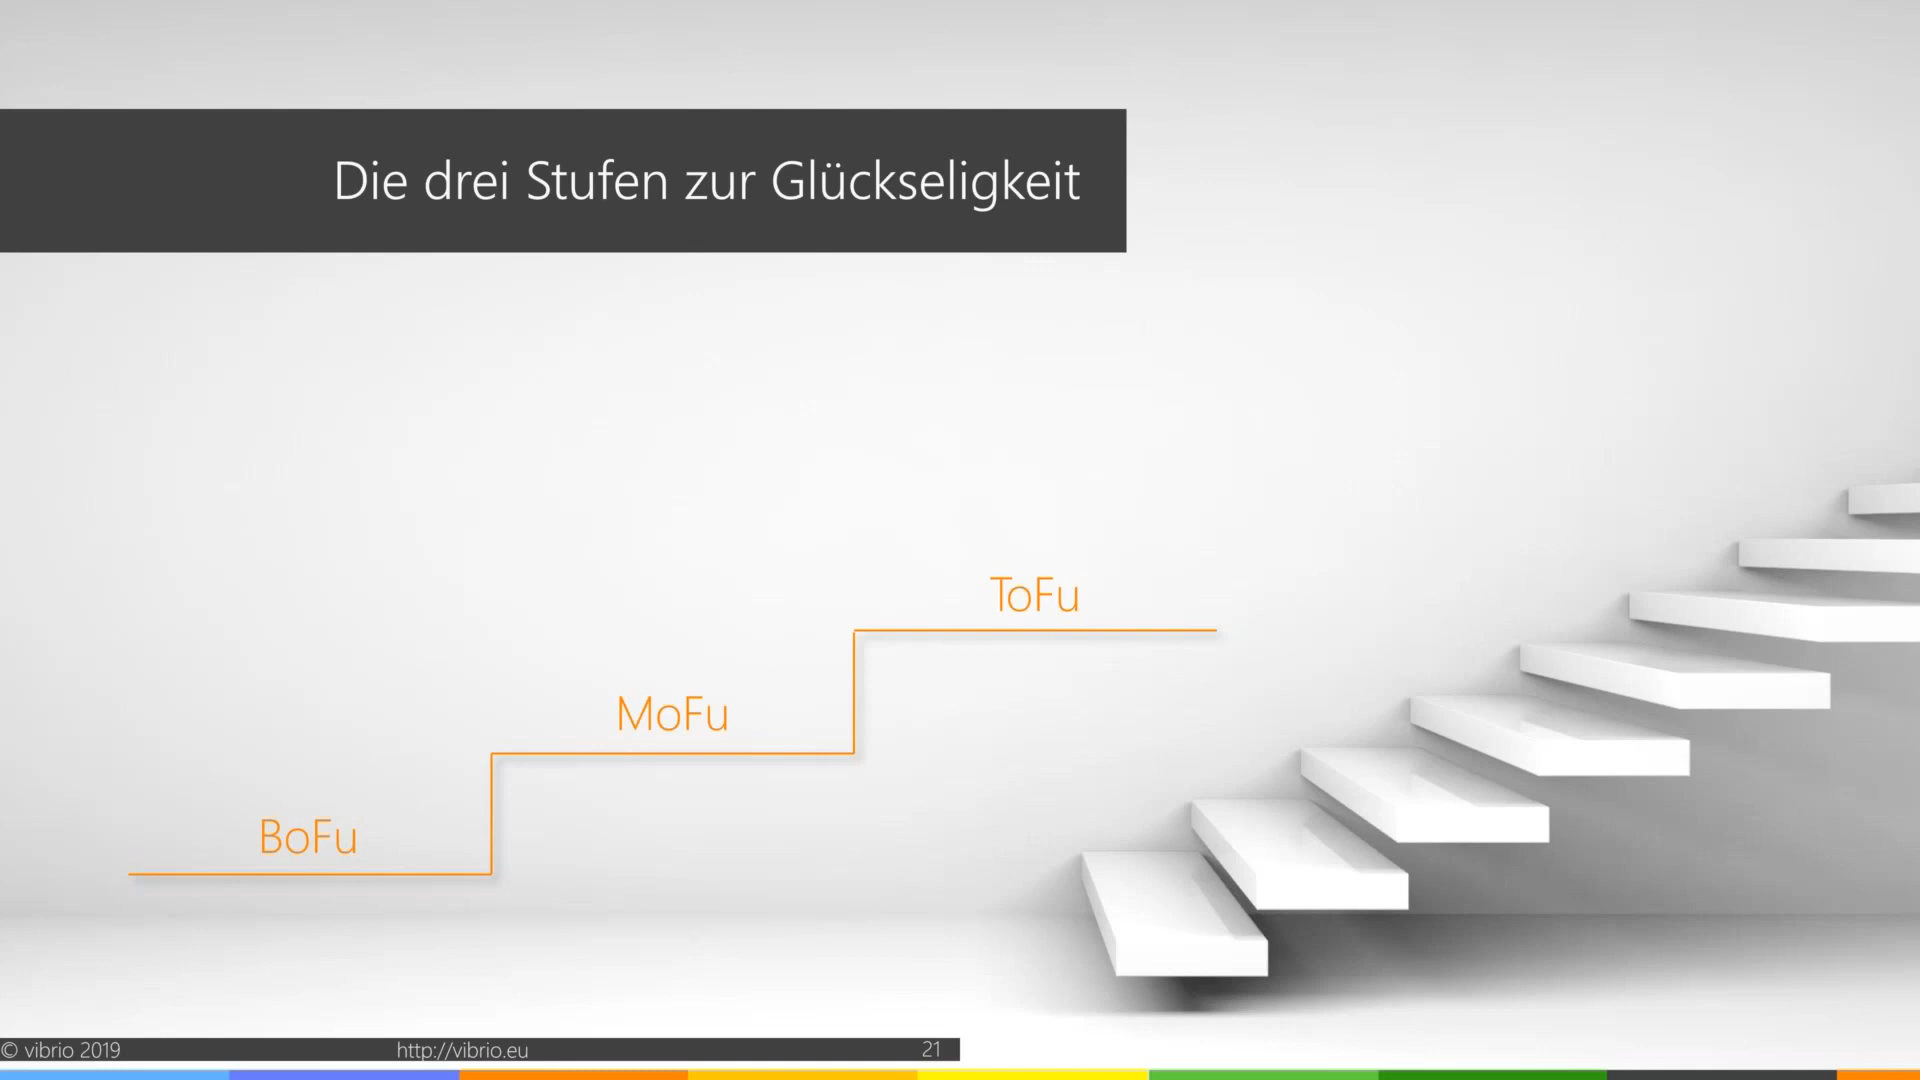 Die drei Stufen zur Glückseligkeit
ToFu
MoFu
BoFu
© vibrio 2019
http://vibrio.eu
21